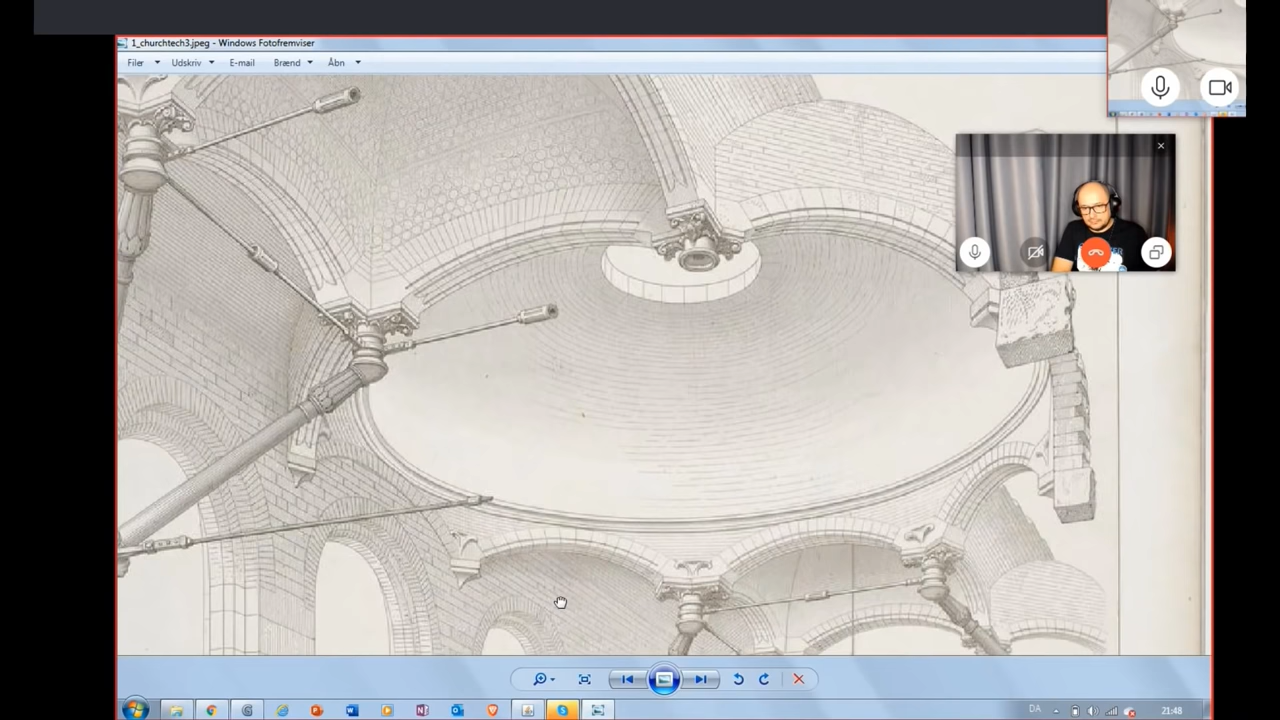 1_churchtech3.jpeg - Windows Fotofremviser
Filer Udskriv E-mail Brænd Åbn
DA 21:48